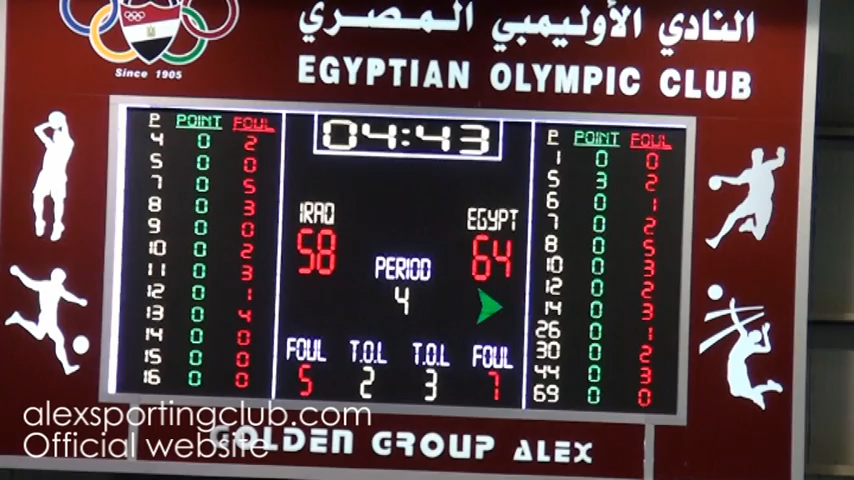 Since 1905
النادي الأوليمبي المصري
EGYPTIAN OLYMPIC CLUB
P POINT FOUL
4 0 2
5 0 0
7 0 5
8 0 3
9 0 0
10 0 2
11 0 3
12 0 1
13 0 4
14 0 0
15 0 0
16 0 0
04:43
IRAQ EGYPT
58 64
PERIOD
4
FOUL T.O.L T.O.L FOUL
5 2 3 7
P POINT FOUL
1 0 0
5 3 2
6 0 1
7 0 2
8 0 5
10 0 3
12 0 2
14 0 3
26 0 1
30 0 2
44 0 3
69 0 0
alexsportingclub.com
Official website
GOLDEN GROUP ALEX